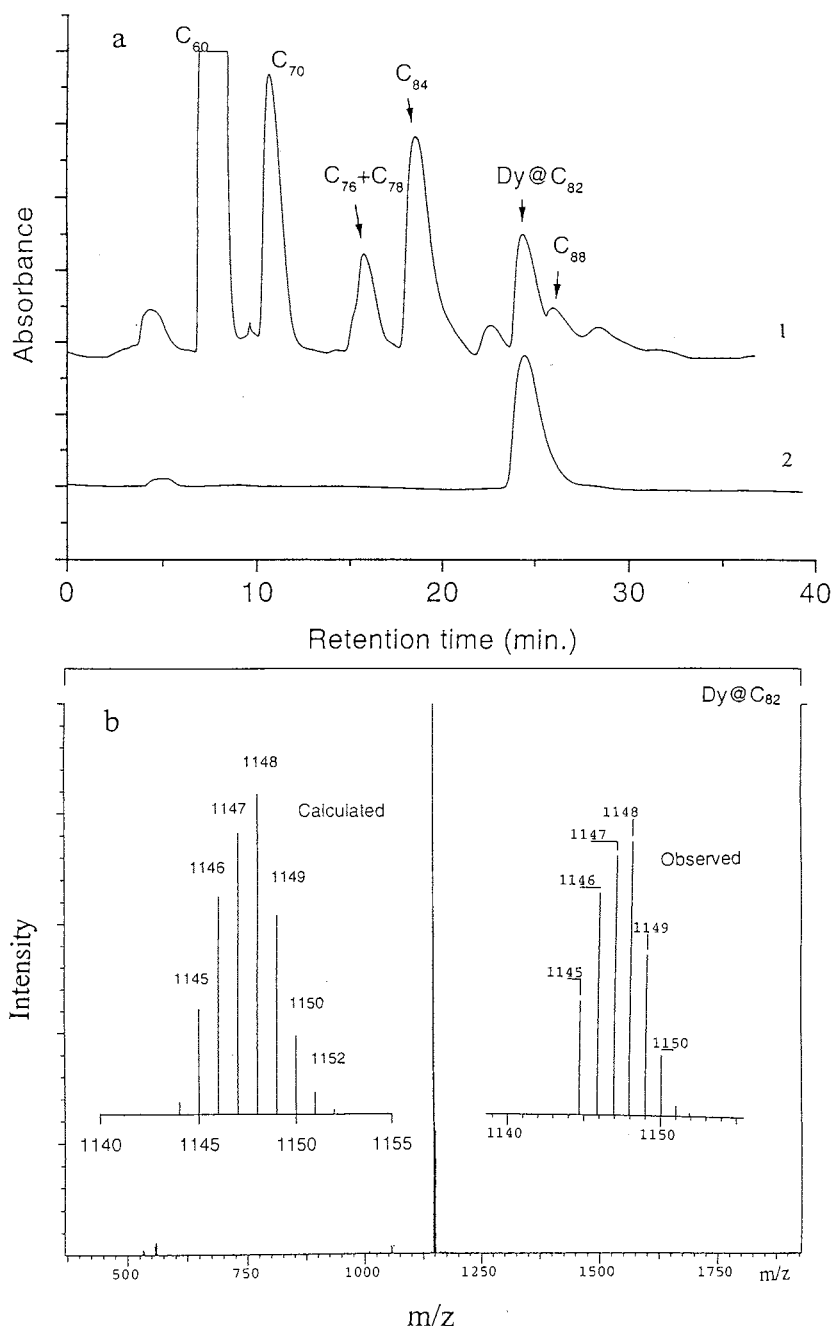 a
C₆₀
C₇₀
C₈₄
C₇₆+C₇₈
Dy@C₈₂
C₈₈
1
2
Absorbance
0 10 20 30 40
Retention time (min.)
b
Dy@C₈₂
1148
1147
Calculated
1146
1149
1145
1150
1152
1140 1145 1150 1155
1148
1147
Observed
1146
1149
1145
1150
1140 1150
Intensity
500 750 1000 1250 1500 1750 m/z
m/z